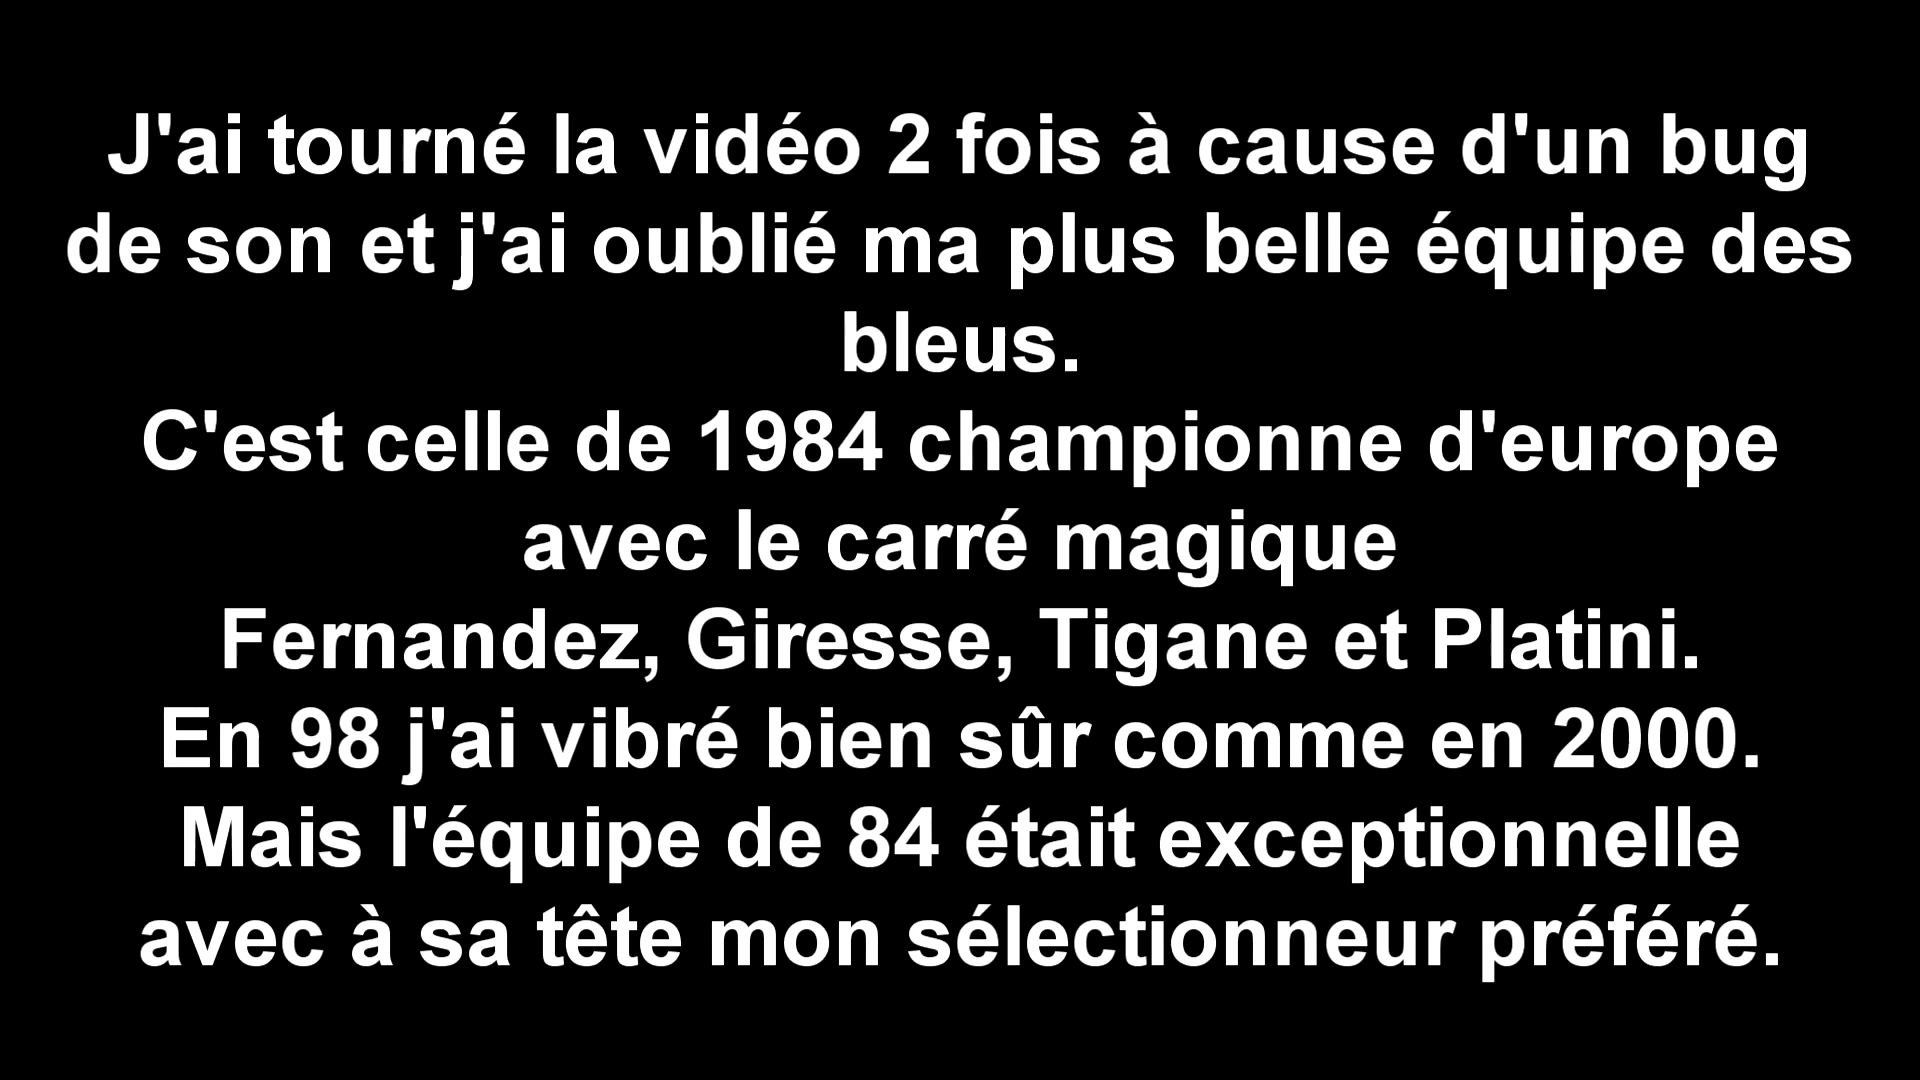 J'ai tourné la vidéo 2 fois à cause d'un bug
de son et j'ai oublié ma plus belle équipe des
bleus.
C'est celle de 1984 championne d'europe
avec le carré magique
Fernandez, Giresse, Tigane et Platini.
En 98 j'ai vibré bien sûr comme en 2000.
Mais l'équipe de 84 était exceptionnelle
avec à sa tête mon sélectionneur préféré.